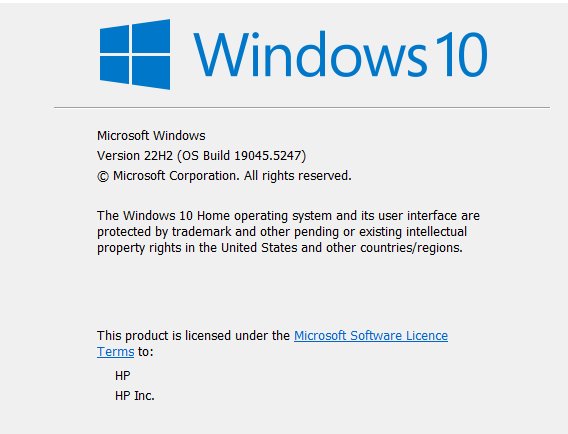 Windows 10
Microsoft Windows
Version 22H2 (OS Build 19045.5247)
© Microsoft Corporation. All rights reserved.
The Windows 10 Home operating system and its user interface are
protected by trademark and other pending or existing intellectual
property rights in the United States and other countries/regions.
This product is licensed under the Microsoft Software Licence
Terms to:
HP
HP Inc.